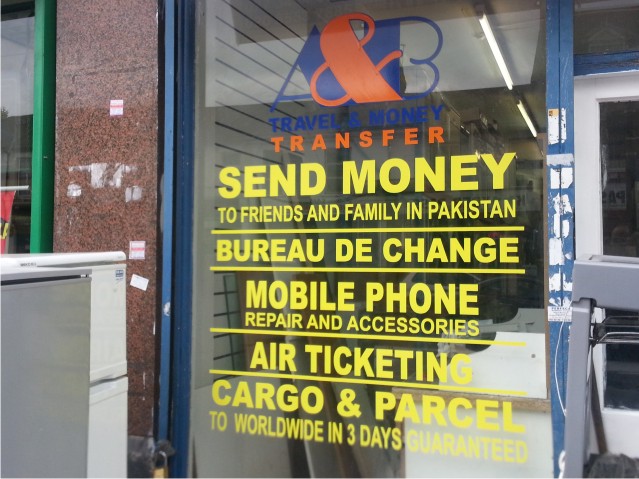 A&B
TRAVEL & MONEY
TRANSFER
SEND MONEY
TO FRIENDS AND FAMILY IN PAKISTAN
BUREAU DE CHANGE
MOBILE PHONE
REPAIR AND ACCESSORIES
AIR TICKETING
CARGO & PARCEL
TO WORLDWIDE IN 3 DAYS GUARANTEED